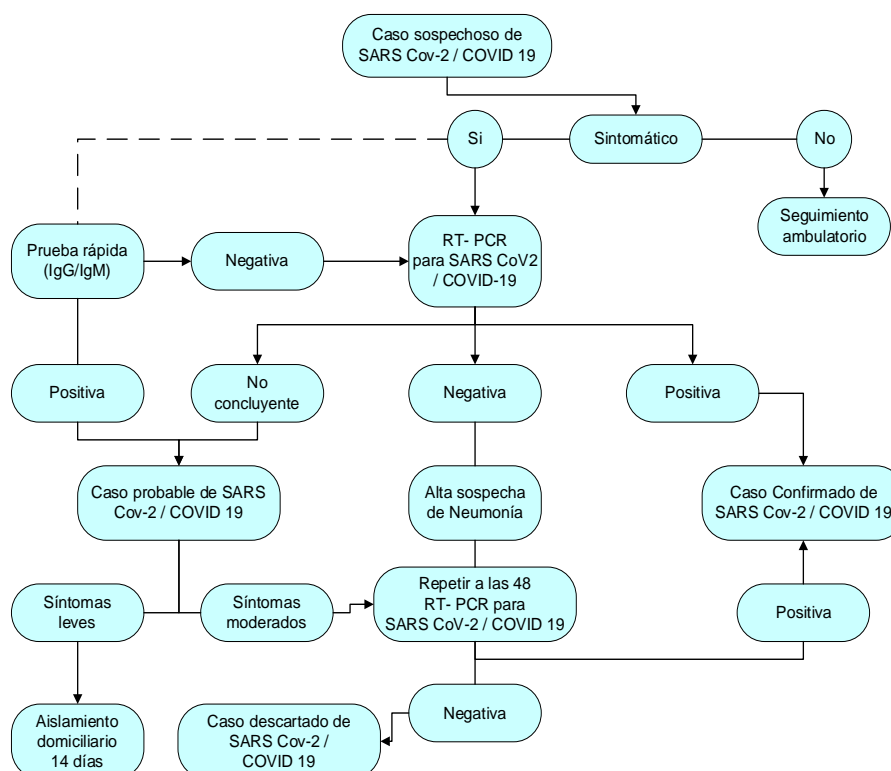 Caso sospechoso de
SARS Cov-2 / COVID 19
Si
Sintomático
No
Seguimiento
ambulatorio
Prueba rápida
(IgG/IgM)
Negativa
RT- PCR
para SARS CoV2
/ COVID-19
Positiva
No
concluyente
Negativa
Positiva
Caso probable de SARS
Cov-2 / COVID 19
Alta sospecha
de Neumonía
Caso Confirmado de
SARS Cov-2 / COVID 19
Síntomas
leves
Síntomas
moderados
Repetir a las 48
RT- PCR para
SARS CoV-2 / COVID 19
Positiva
Aislamiento
domiciliario
14 días
Caso descartado de
SARS Cov-2 /
COVID 19
Negativa